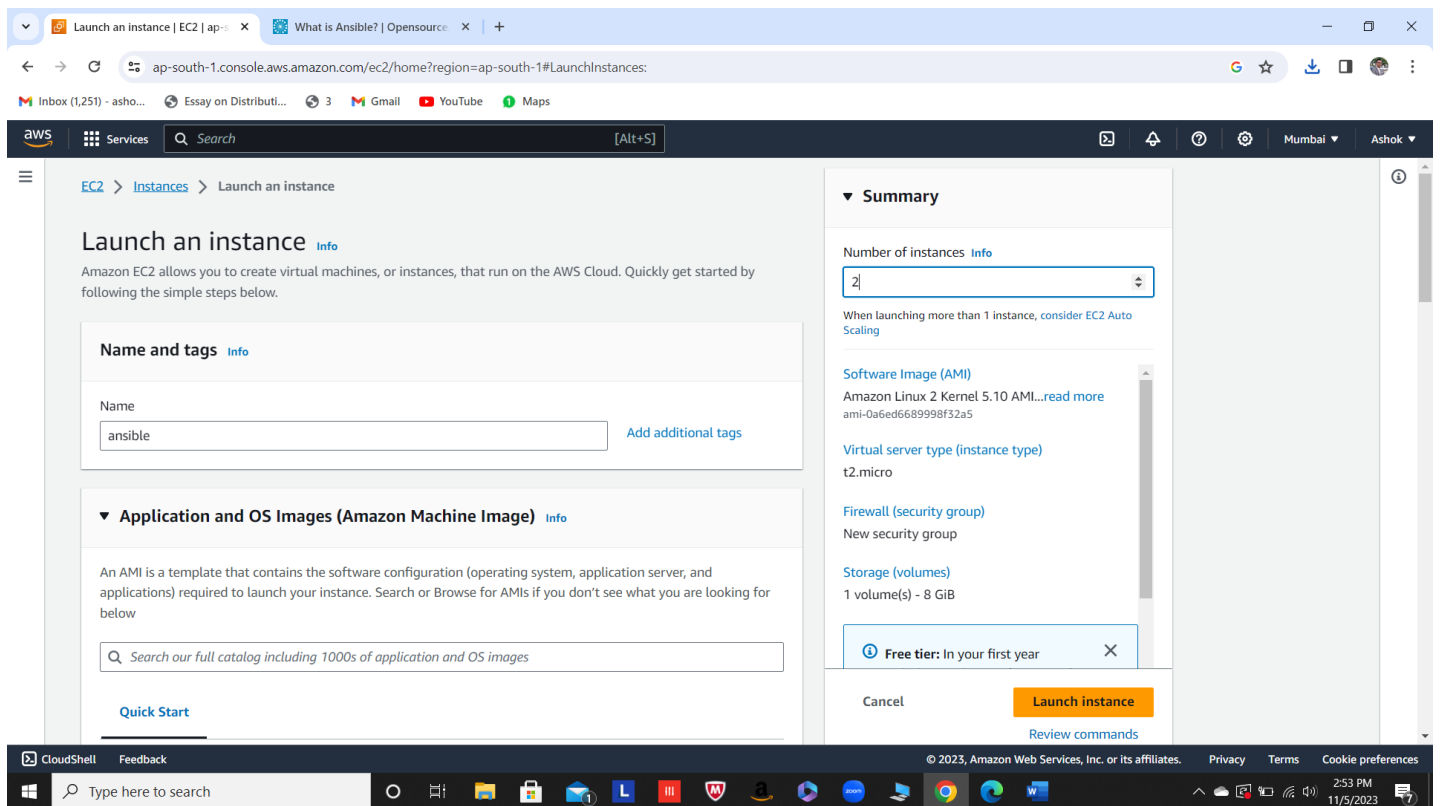 Launch an instance | EC2 | ap-s
What is Ansible? | Opensource.
ap-south-1.console.aws.amazon.com/ec2/home?region=ap-south-1#LaunchInstances:
Inbox (1,251) - asho...
Essay on Distributi...
3
Gmail
YouTube
Maps
aws
Services
Search
[Alt+S]
Mumbai
Ashok
EC2
Instances
Launch an instance
Launch an instance Info
Amazon EC2 allows you to create virtual machines, or instances, that run on the AWS Cloud. Quickly get started by
following the simple steps below.
Name and tags Info
Name
ansible
Add additional tags
Application and OS Images (Amazon Machine Image) Info
An AMI is a template that contains the software configuration (operating system, application server, and
applications) required to launch your instance. Search or Browse for AMIs if you don't see what you are looking for
below
Search our full catalog including 1000s of application and OS images
Quick Start
Summary
Number of instances Info
2
When launching more than 1 instance, consider EC2 Auto
Scaling
Software Image (AMI)
Amazon Linux 2 Kernel 5.10 AMI...read more
ami-0a6ed6689998f32a5
Virtual server type (instance type)
t2.micro
Firewall (security group)
New security group
Storage (volumes)
1 volume(s) - 8 GiB
Free tier: In your first year
Cancel
Launch instance
Review commands
CloudShell
Feedback
© 2023, Amazon Web Services, Inc. or its affiliates.
Privacy
Terms
Cookie preferences
Type here to search
1
L
zoom
2:53 PM
11/5/2023
7